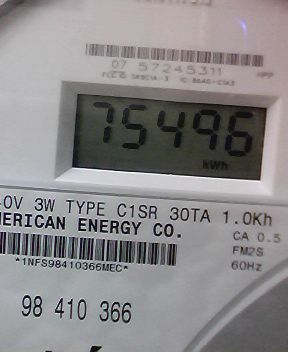 07 57245311
75496
kWh
0V 3W TYPE C1SR 30TA 1.0Kh
MERICAN ENERGY CO.
CA 0.5
FM2S
60Hz
*1NFS98410366MEC*
98 410 366